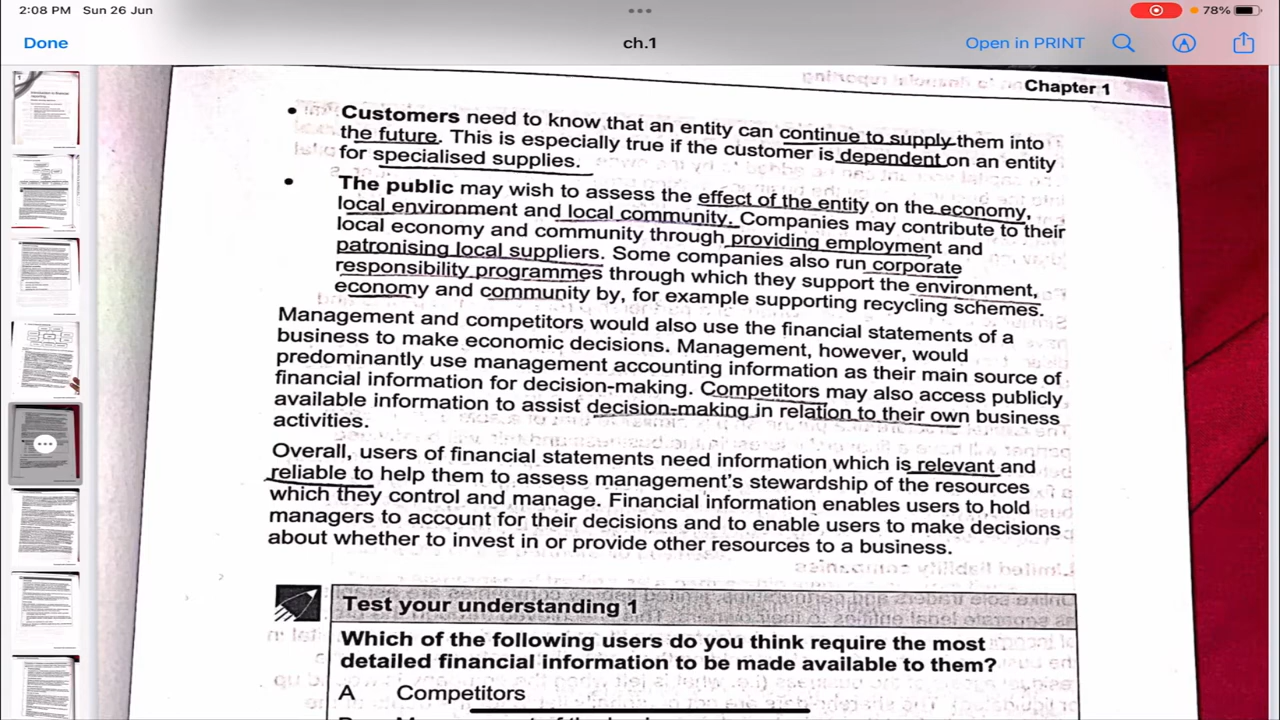 2:08 PM Sun 26 Jun
78%
Done
ch.1
Open in PRINT
Chapter 1
• Customers need to know that an entity can continue to supply them into
the future. This is especially true if the customer is dependent on an entity
for specialised supplies.
• The public may wish to assess the effect of the entity on the economy,
local environment and local community. Companies may contribute to their
local economy and community through providing employment and
patronising local suppliers. Some companies also run corporate
responsibility programmes through which they support the environment,
economy and community by, for example supporting recycling schemes.
Management and competitors would also use the financial statements of a
business to make economic decisions. Management, however, would
predominantly use management accounting information as their main source of
financial information for decision-making. Competitors may also access publicly
available information to assist decision-making in relation to their own business
activities.
Overall, users of financial statements need information which is relevant and
reliable to help them to assess management's stewardship of the resources
which they control and manage. Financial information enables users to hold
managers to account for their decisions and to enable users to make decisions
about whether to invest in or provide other resources to a business.
Test your understanding 1
Which of the following users do you think require the most
detailed financial information to be made available to them?
A Competitors